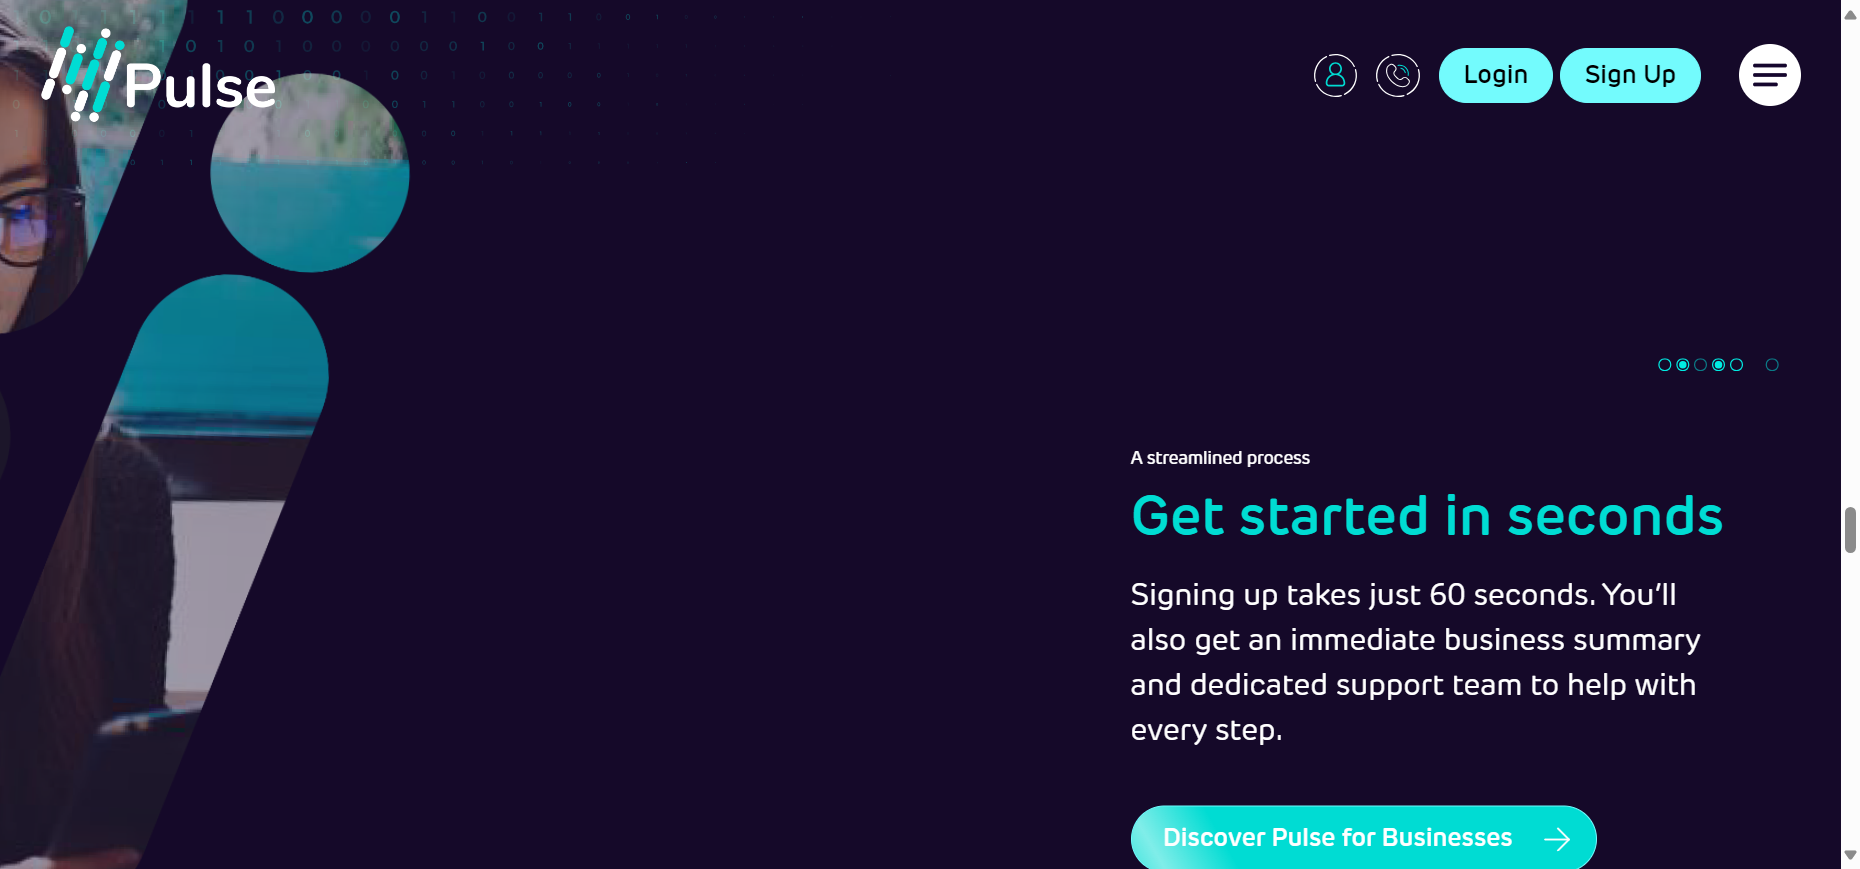 Pulse
Login
Sign Up
A streamlined process
Get started in seconds
Signing up takes just 60 seconds. You’ll
also get an immediate business summary
and dedicated support team to help with
every step.
Discover Pulse for Businesses